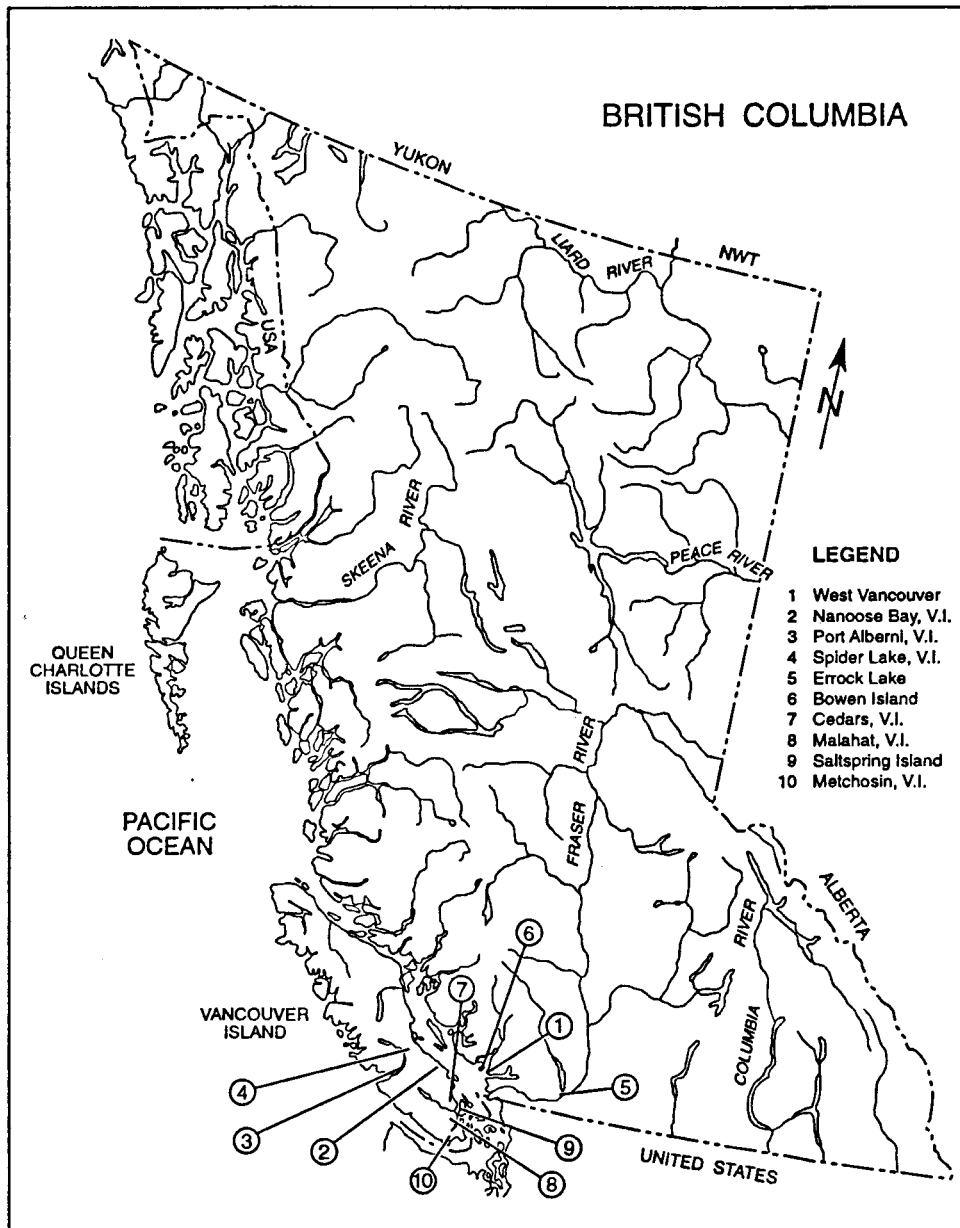 BRITISH COLUMBIA
YUKON
NWT
LIARD RIVER
USA
N
SKEENA RIVER
PEACE RIVER
LEGEND
1 West Vancouver
2 Nanoose Bay, V.I.
3 Port Alberni, V.I.
4 Spider Lake, V.I.
5 Errock Lake
6 Bowen Island
7 Cedars, V.I.
8 Malahat, V.I.
9 Saltspring Island
10 Metchosin, V.I.
QUEEN
CHARLOTTE
ISLANDS
FRASER RIVER
PACIFIC
OCEAN
ALBERTA
COLUMBIA RIVER
VANCOUVER
ISLAND
6
7
1
4
5
3
2
9
10
8
UNITED STATES